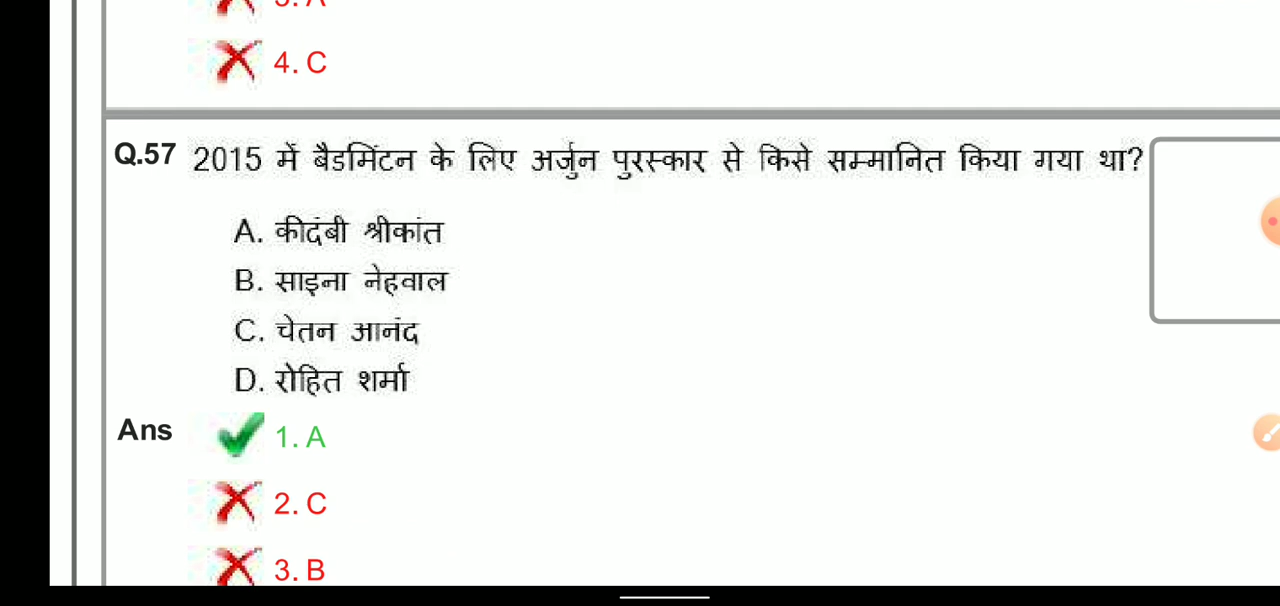 4. C
Q.57 2015 में बैडमिंटन के लिए अर्जुन पुरस्कार से किसे सम्मानित किया गया था?
A. कीदंबी श्रीकांत
B. साइना नेहवाल
C. चेतन आनंद
D. रोहित शर्मा
Ans 1. A
2. C
3. B